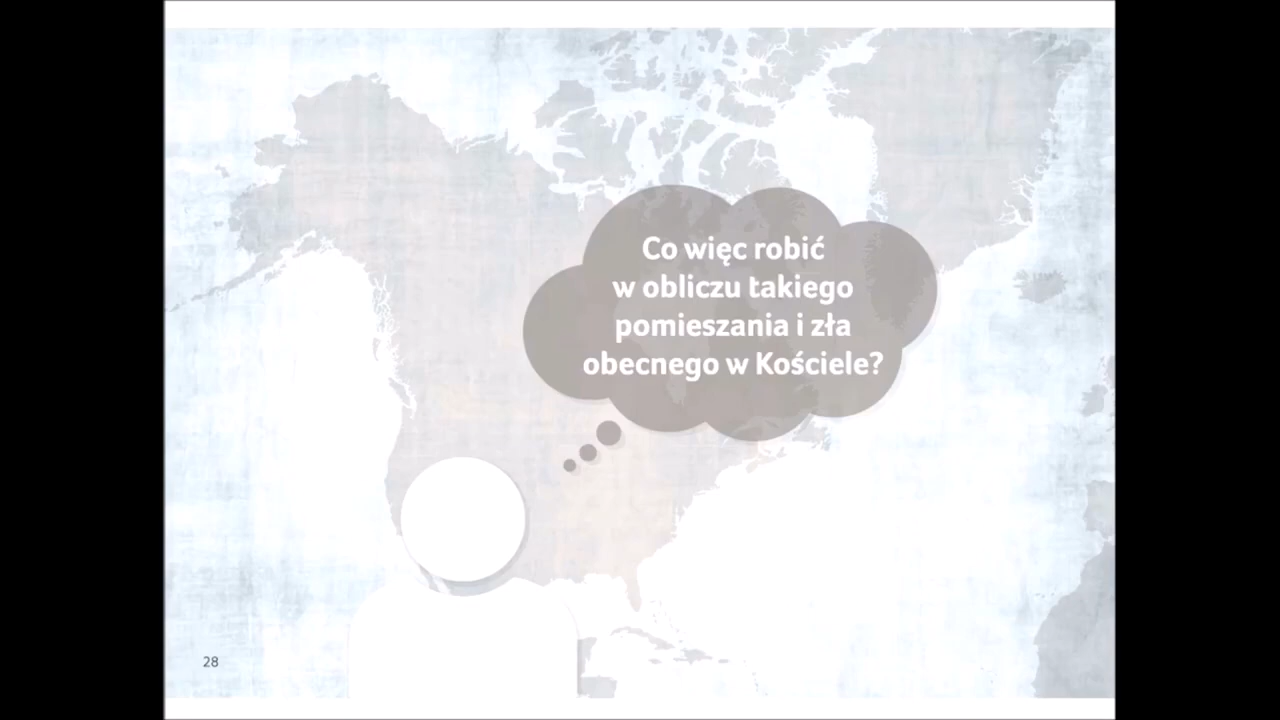 Co więc robić
w obliczu takiego
pomieszania i zła
obecnego w Kościele?
28